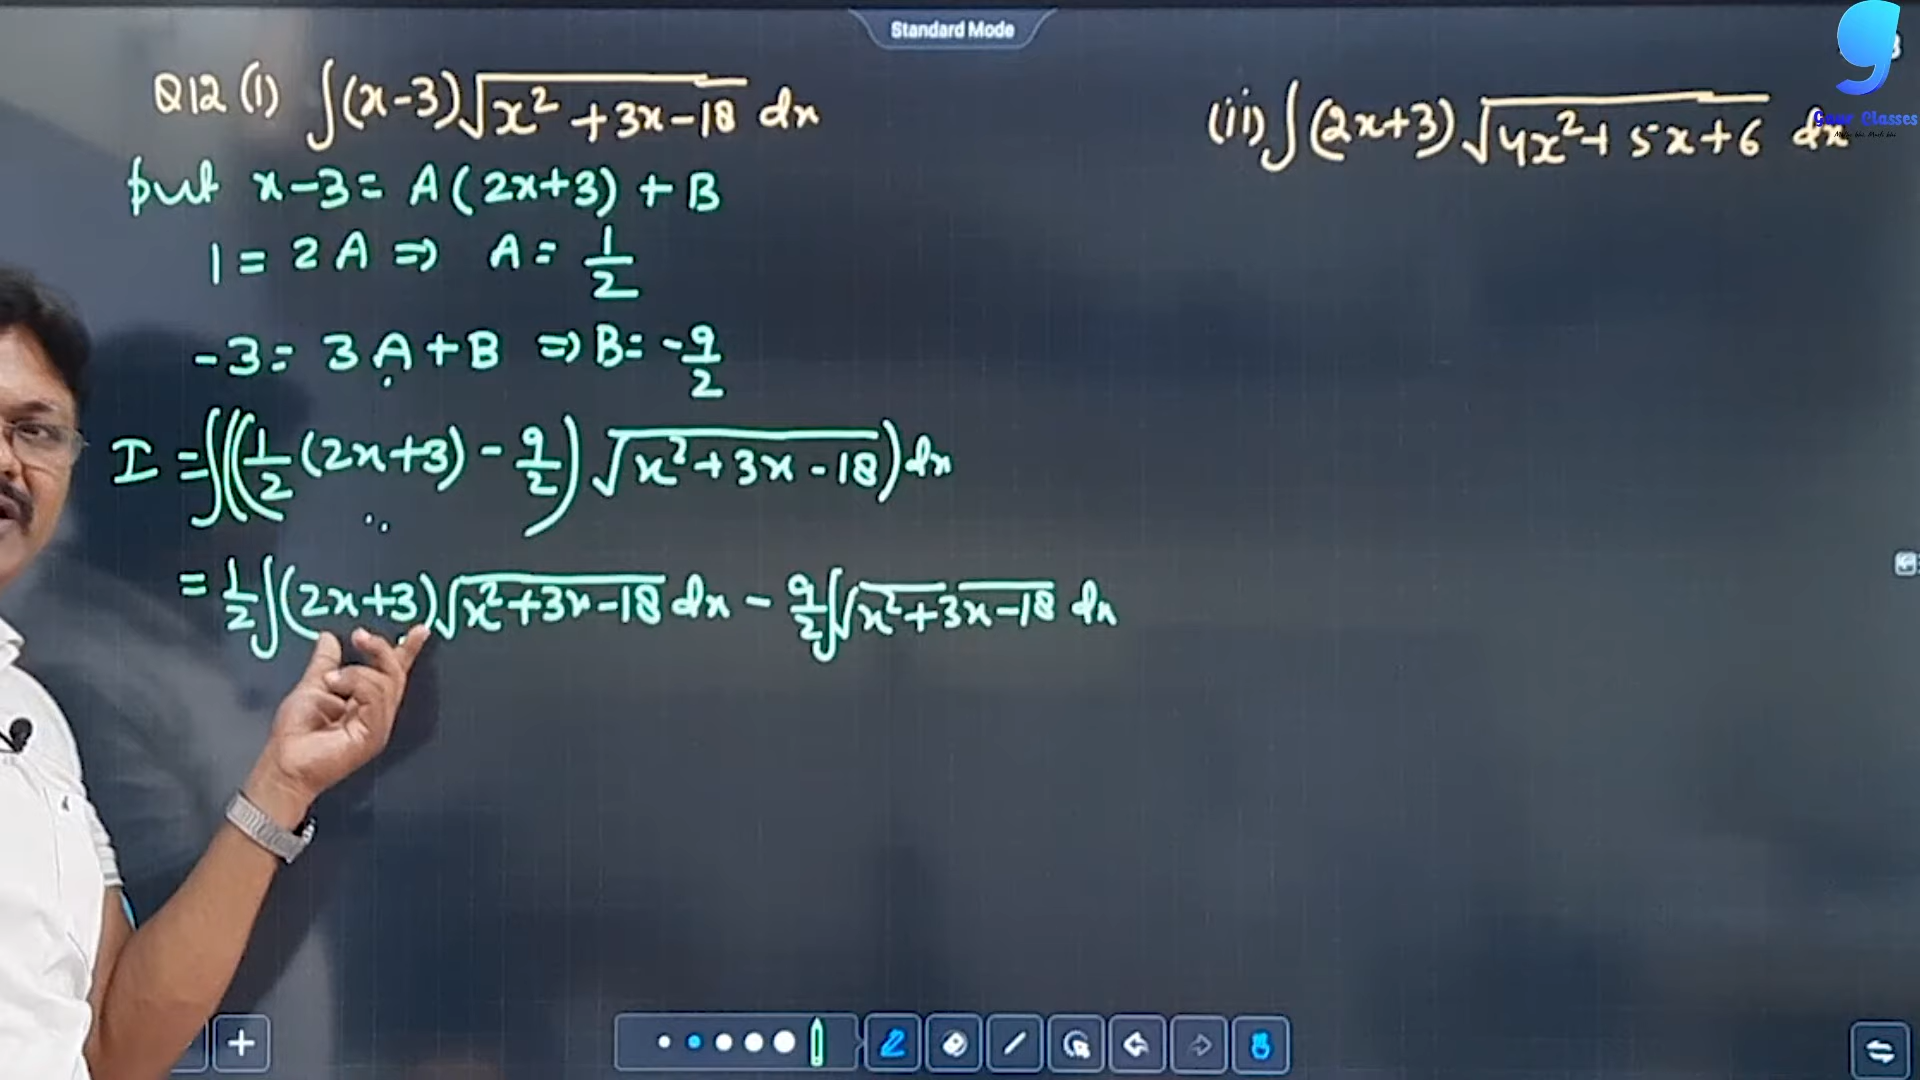 Standard Mode
Q12 (i) ∫(x-3)√x²+3x-18 dx
put x-3= A(2x+3)+B
1=2A ⇒ A= 1/2
-3= 3A+B ⇒ B= -9/2
I =∫((1/2(2x+3)-9/2)√x²+3x-18)dx
=1/2∫(2x+3)√x²+3x-18 dx - 9/2∫√x²+3x-18 dx
(ii)∫(2x+3)√4x²+5x+6 dx
Gaur Classes